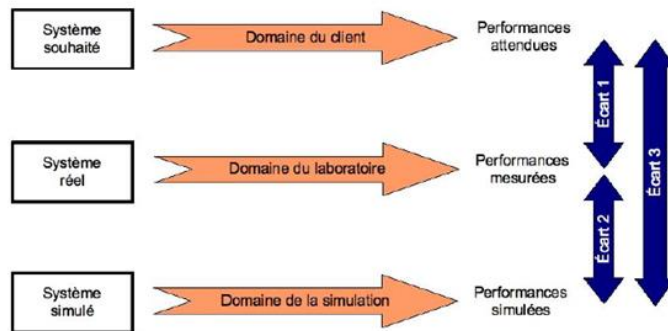 Système
souhaité
Domaine du client
Performances
attendues
Écart 1
Écart 3
Système
réel
Domaine du laboratoire
Performances
mesurées
Écart 2
Système
simulé
Domaine de la simulation
Performances
simulées